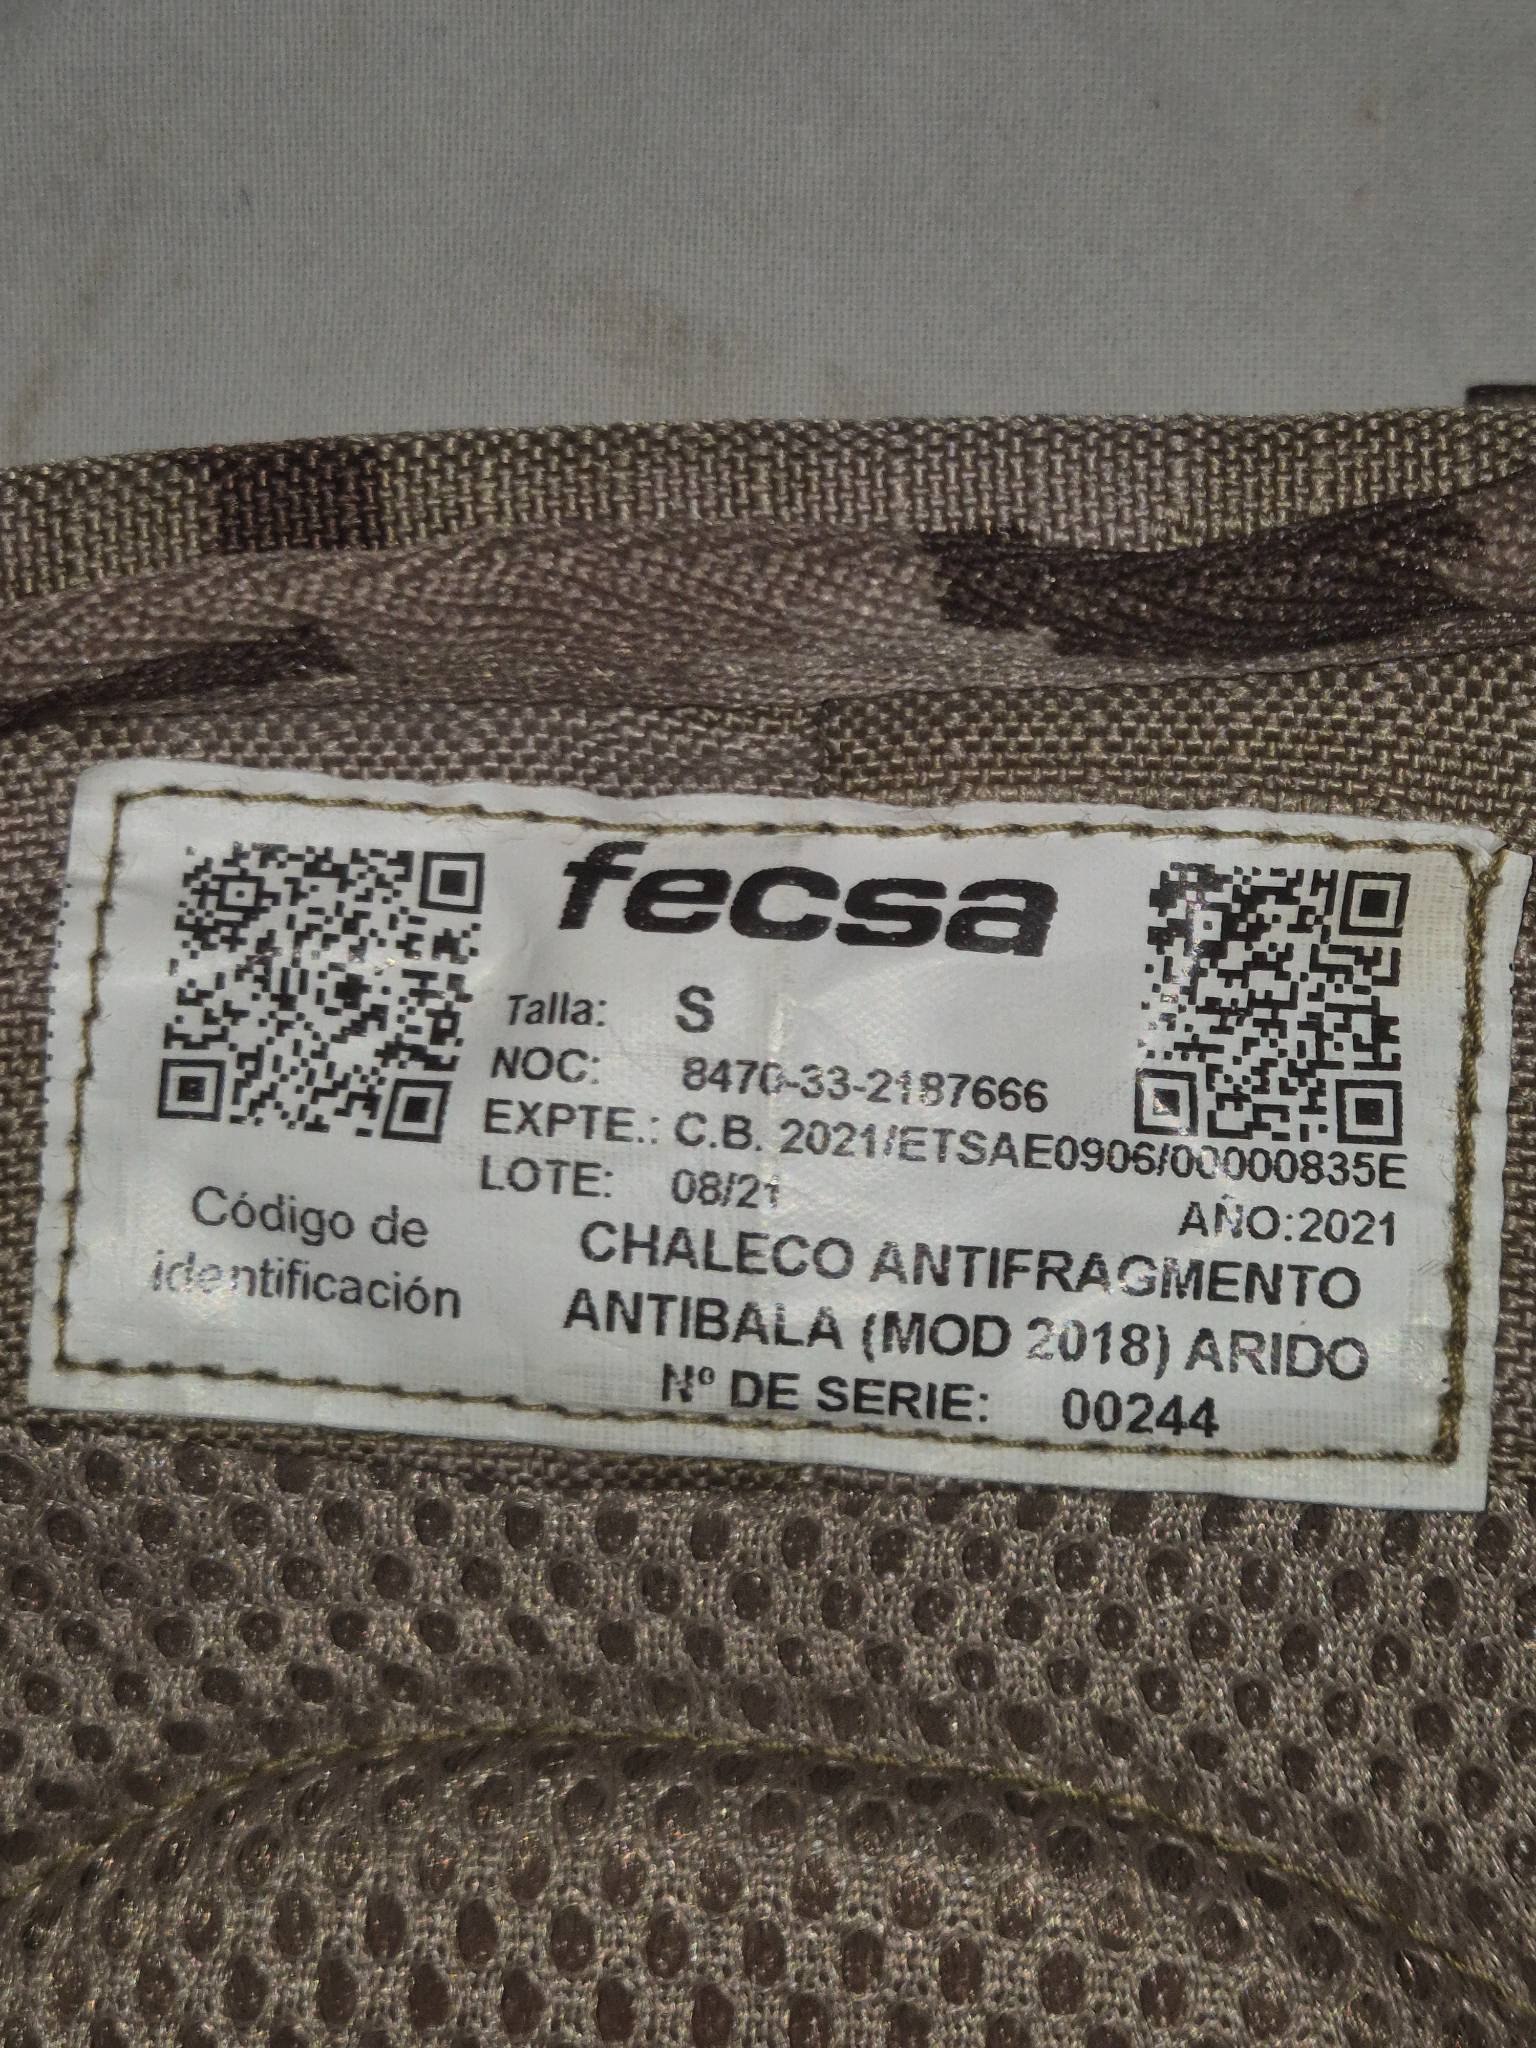 fecsa
Talla: S
NOC: 8470-33-2187666
EXPTE.: C.B. 2021/ETSAE0906/00000835E
LOTE: 08/21
AÑO:2021
Código de
identificación
CHALECO ANTIFRAGMENTO
ANTIBALA (MOD 2018) ARIDO
Nº DE SERIE: 00244